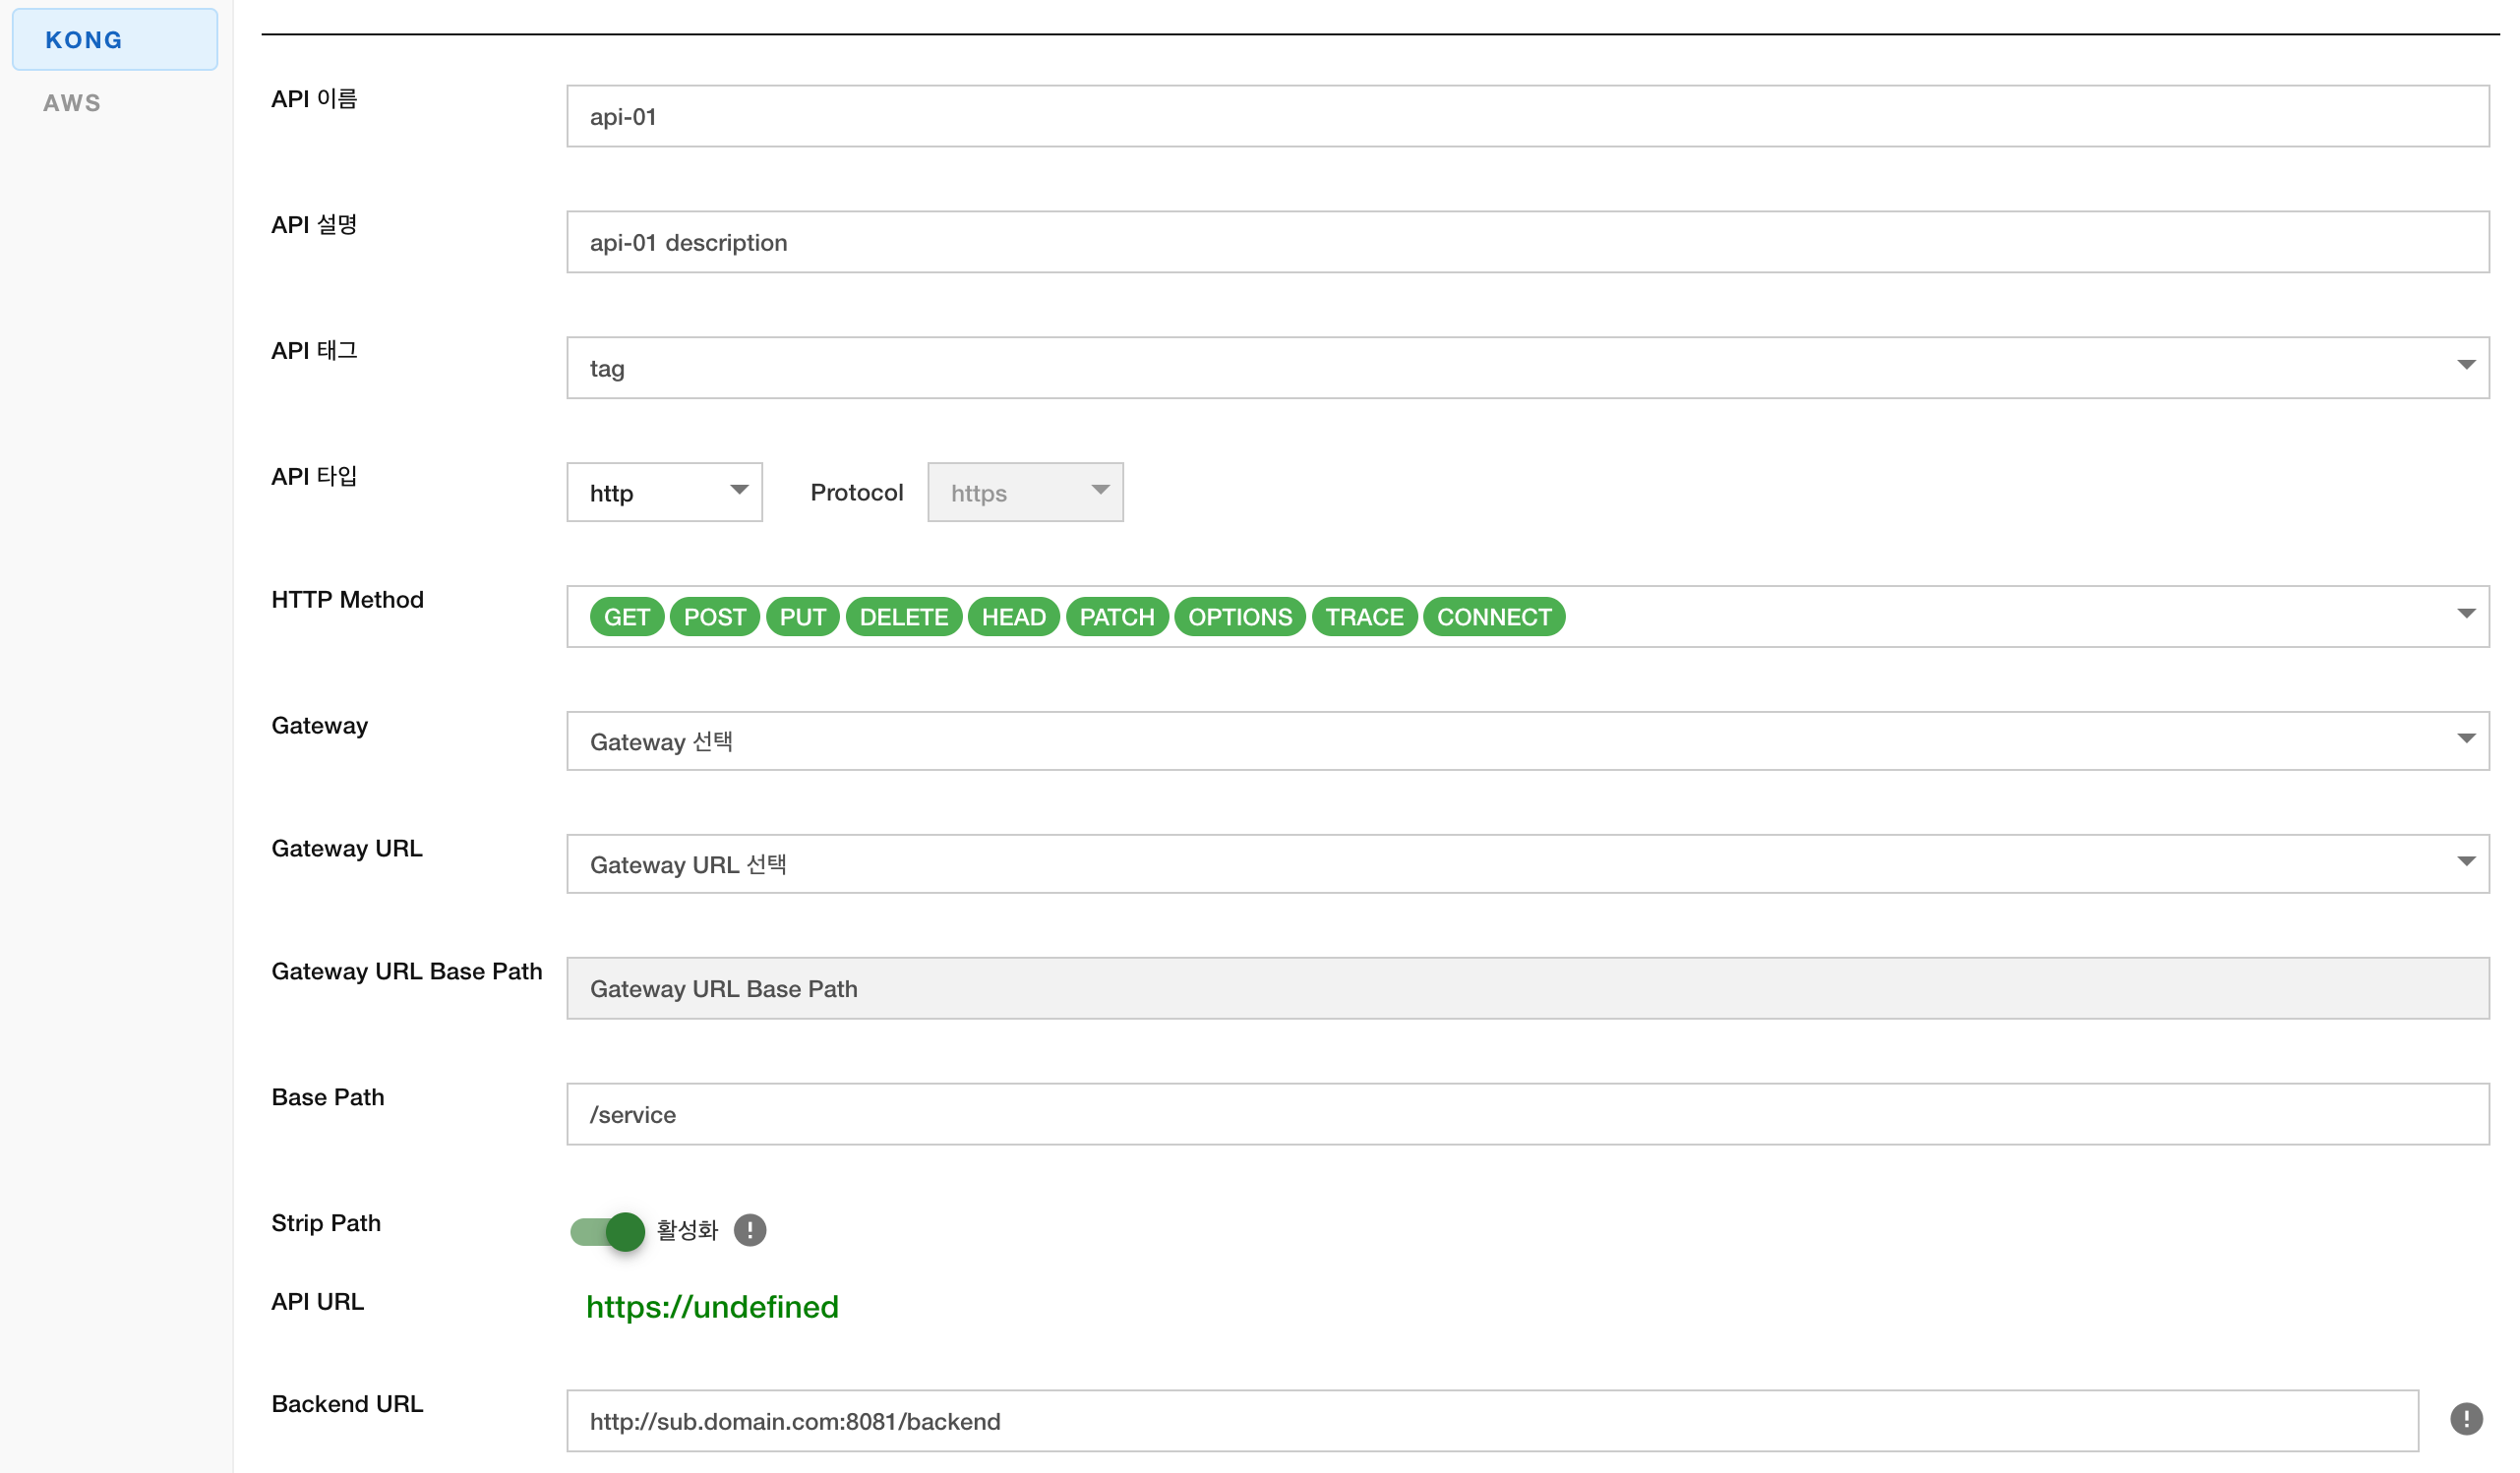 KONG
AWS
API 이름
api-01
API 설명
api-01 description
API 태그
tag
API 타입
http
Protocol
https
HTTP Method
GET POST PUT DELETE HEAD PATCH OPTIONS TRACE CONNECT
Gateway
Gateway 선택
Gateway URL
Gateway URL 선택
Gateway URL Base Path
Gateway URL Base Path
Base Path
/service
Strip Path
활성화
API URL
https://undefined
Backend URL
http://sub.domain.com:8081/backend